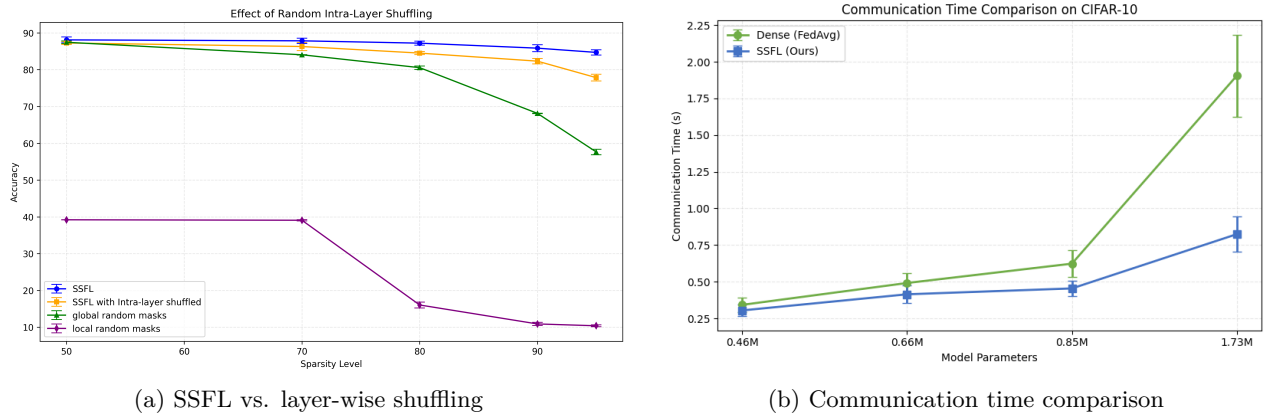 Effect of Random Intra-Layer Shuffling
Accuracy
90
80
70
60
50
40
30
20
10
SSFL
SSFL with Intra-layer shuffled
global random masks
local random masks
50 60 70 80 90
Sparsity Level
(a) SSFL vs. layer-wise shuffling
Communication Time Comparison on CIFAR-10
Communication Time (s)
2.25
2.00
1.75
1.50
1.25
1.00
0.75
0.50
0.25
Dense (FedAvg)
SSFL (Ours)
0.46M 0.66M 0.85M 1.73M
Model Parameters
(b) Communication time comparison